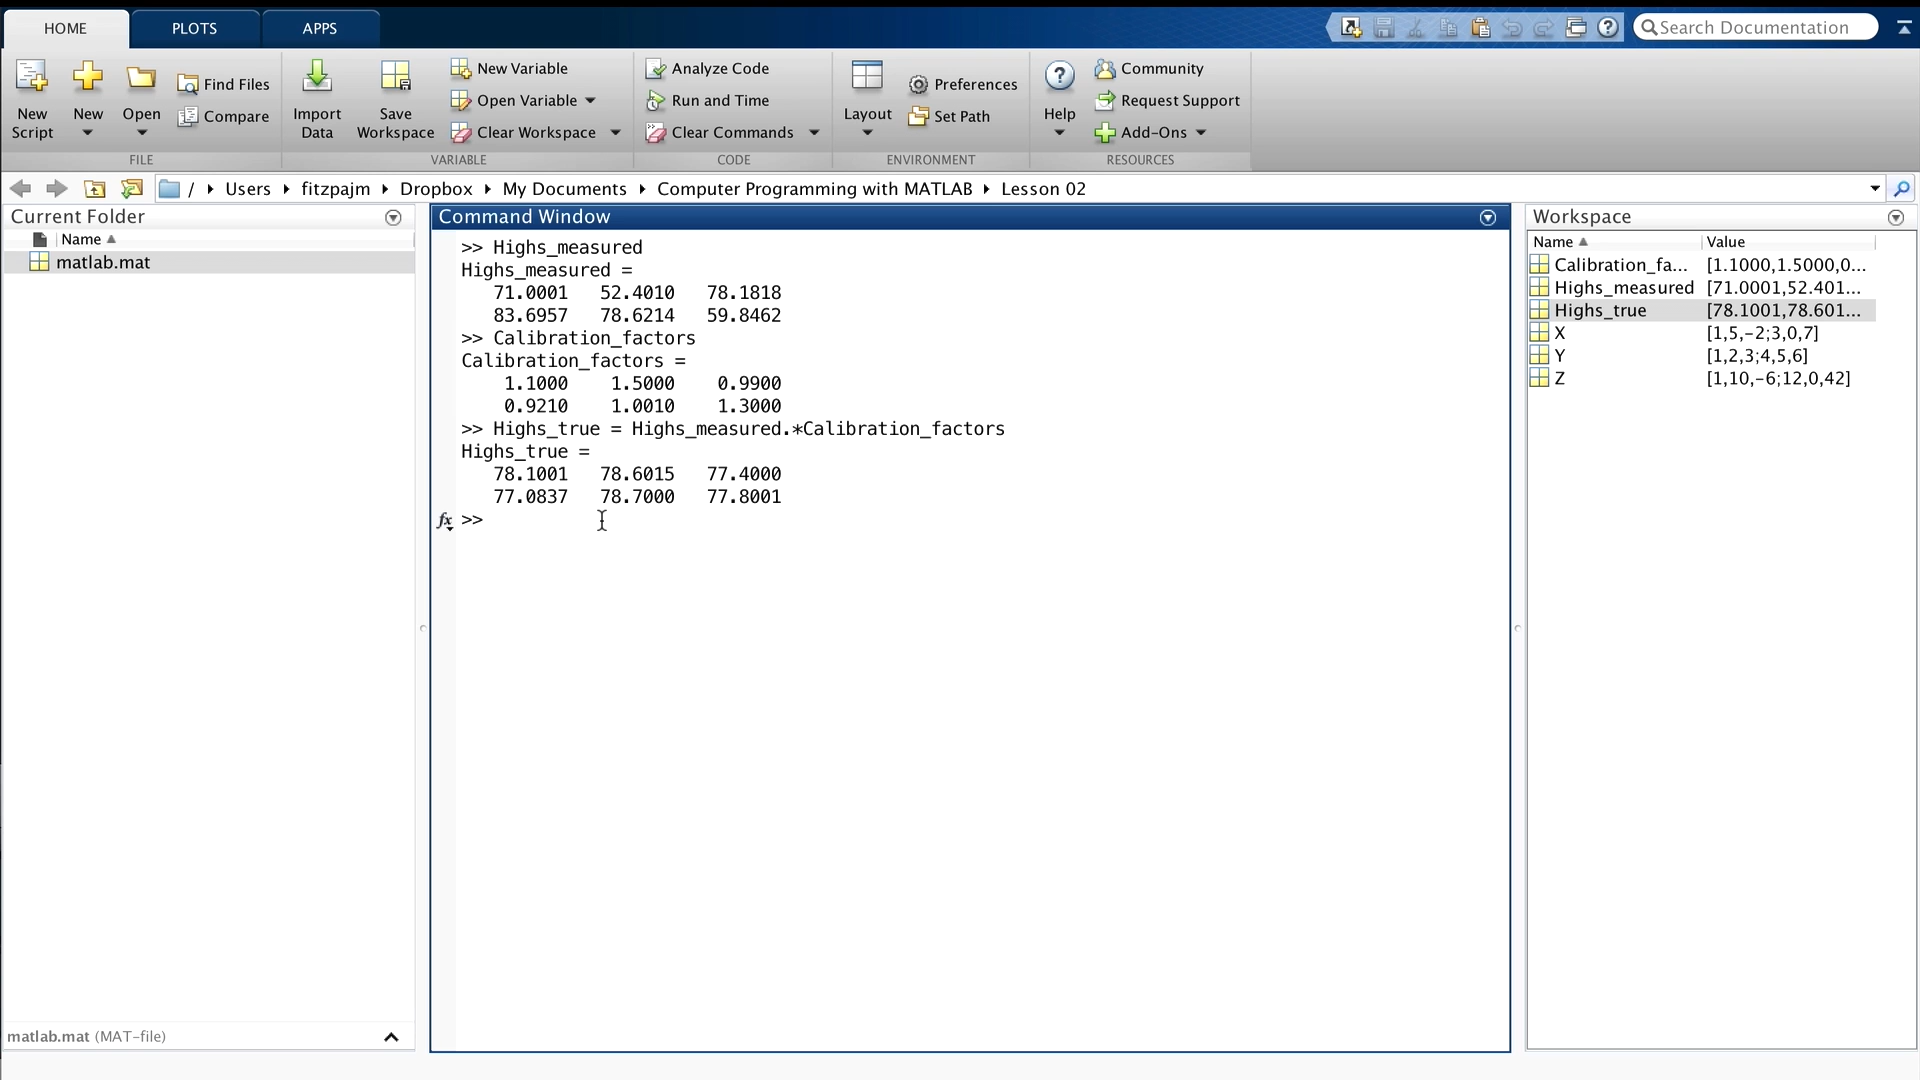 HOME PLOTS APPS Search Documentation
New Script New Open Find Files Compare
FILE
Import Data Save Workspace New Variable Open Variable Clear Workspace
VARIABLE
Analyze Code Run and Time Clear Commands
CODE
Layout Preferences Set Path
ENVIRONMENT
Help Community Request Support Add-Ons
RESOURCES
/ Users fitzpajm Dropbox My Documents Computer Programming with MATLAB Lesson 02
Current Folder
Name
matlab.mat
matlab.mat (MAT-file)
Command Window
>> Highs_measured
Highs_measured =
71.0001 52.4010 78.1818
83.6957 78.6214 59.8462
>> Calibration_factors
Calibration_factors =
1.1000 1.5000 0.9900
0.9210 1.0010 1.3000
>> Highs_true = Highs_measured.*Calibration_factors
Highs_true =
78.1001 78.6015 77.4000
77.0837 78.7000 77.8001
fx >>
Workspace
Name Value
Calibration_fa... [1.1000,1.5000,0...
Highs_measured [71.0001,52.401...
Highs_true [78.1001,78.601...
X [1,5,-2;3,0,7]
Y [1,2,3;4,5,6]
Z [1,10,-6;12,0,42]